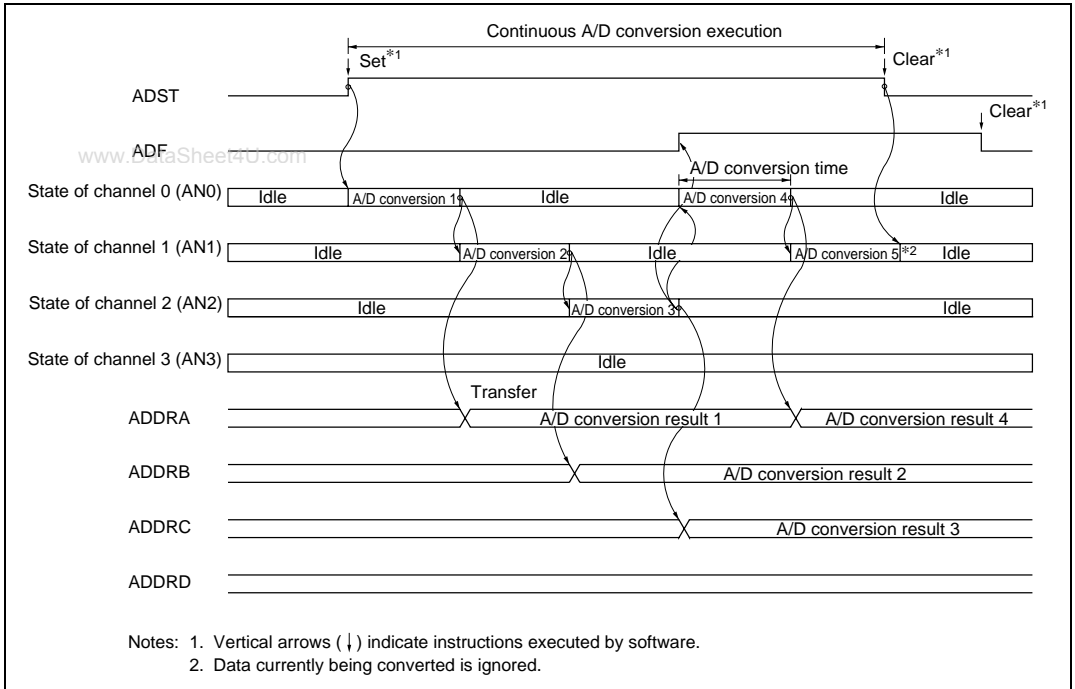 Continuous A/D conversion execution
Set*1
Clear*1
ADST
Clear*1
ADF
www.DataSheet4U.com
A/D conversion time
State of channel 0 (AN0) Idle A/D conversion 1 Idle A/D conversion 4 Idle
State of channel 1 (AN1) Idle A/D conversion 2 Idle A/D conversion 5 *2 Idle
State of channel 2 (AN2) Idle A/D conversion 3 Idle
State of channel 3 (AN3) Idle
Transfer
ADDRA A/D conversion result 1 A/D conversion result 4
ADDRB A/D conversion result 2
ADDRC A/D conversion result 3
ADDRD
Notes: 1. Vertical arrows (↓) indicate instructions executed by software.
2. Data currently being converted is ignored.